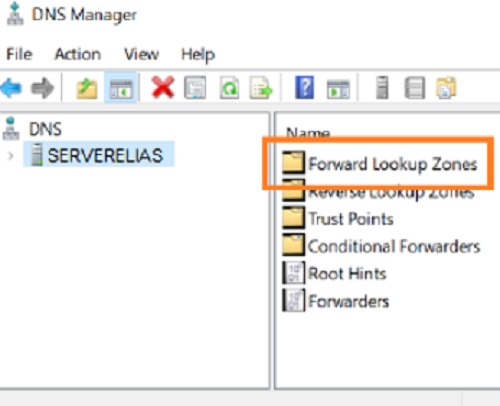 DNS Manager
File Action View Help
DNS
SERVERELIAS
Name
Forward Lookup Zones
Reverse Lookup Zones
Trust Points
Conditional Forwarders
Root Hints
Forwarders